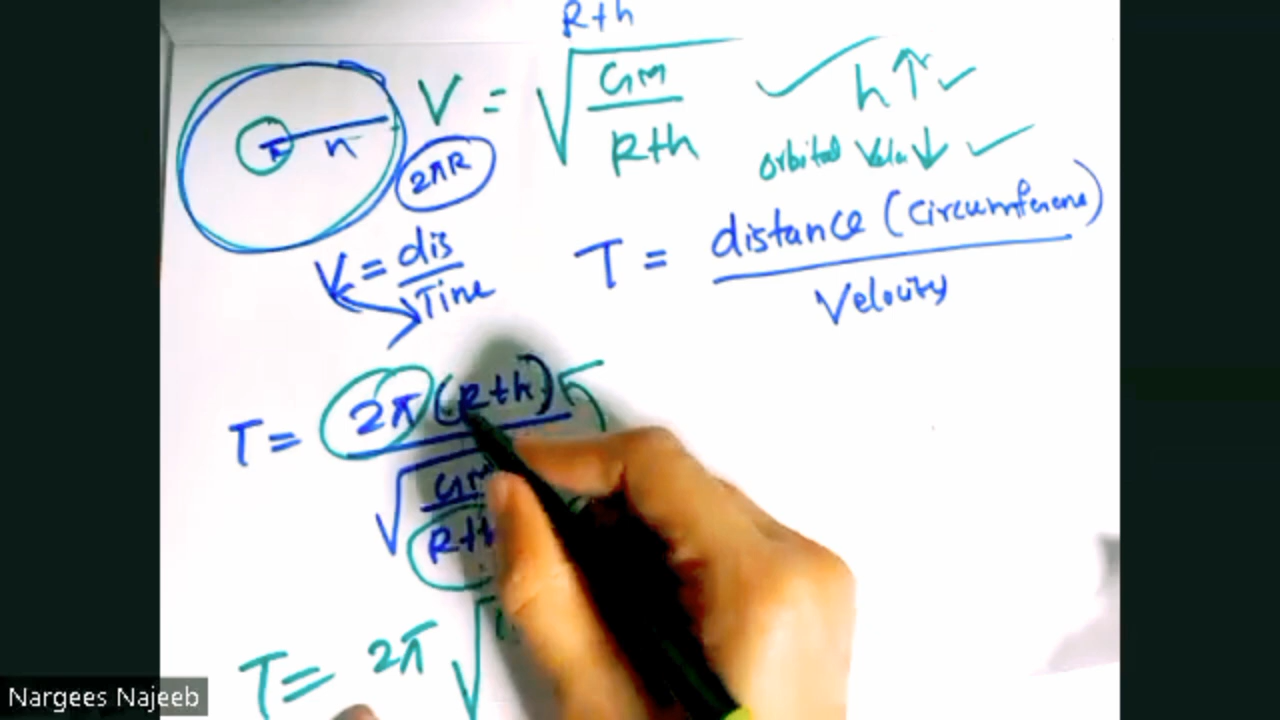 R+h
V = √ GM / R+h
h ↑ ✓
orbital Velo ↓ ✓
r
2πR
V = dis / Time
T = distance (Circumference) / Velocity
T = 2π (R+h) / √ GM / R+h
T = 2π √
Nargees Najeeb